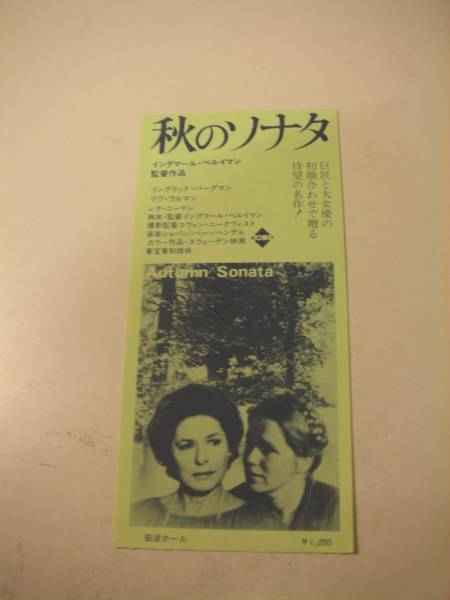 秋のソナタ
イングマール・ベルイマン
監督作品
巨匠と大女優の
初顔合わせで贈る
待望の名作!
イングリッド・バーグマン
リヴ・ウルマン
レナ・ニーマン
脚本・監督イングマール・ベルイマン
撮影監督スヴェン・ニークヴィスト
音楽ショパン/バッハ/ヘンデル
カラー作品・スウェーデン映画
東宝東和提供
TOWA
Autumn Sonata
岩波ホール
¥1,200